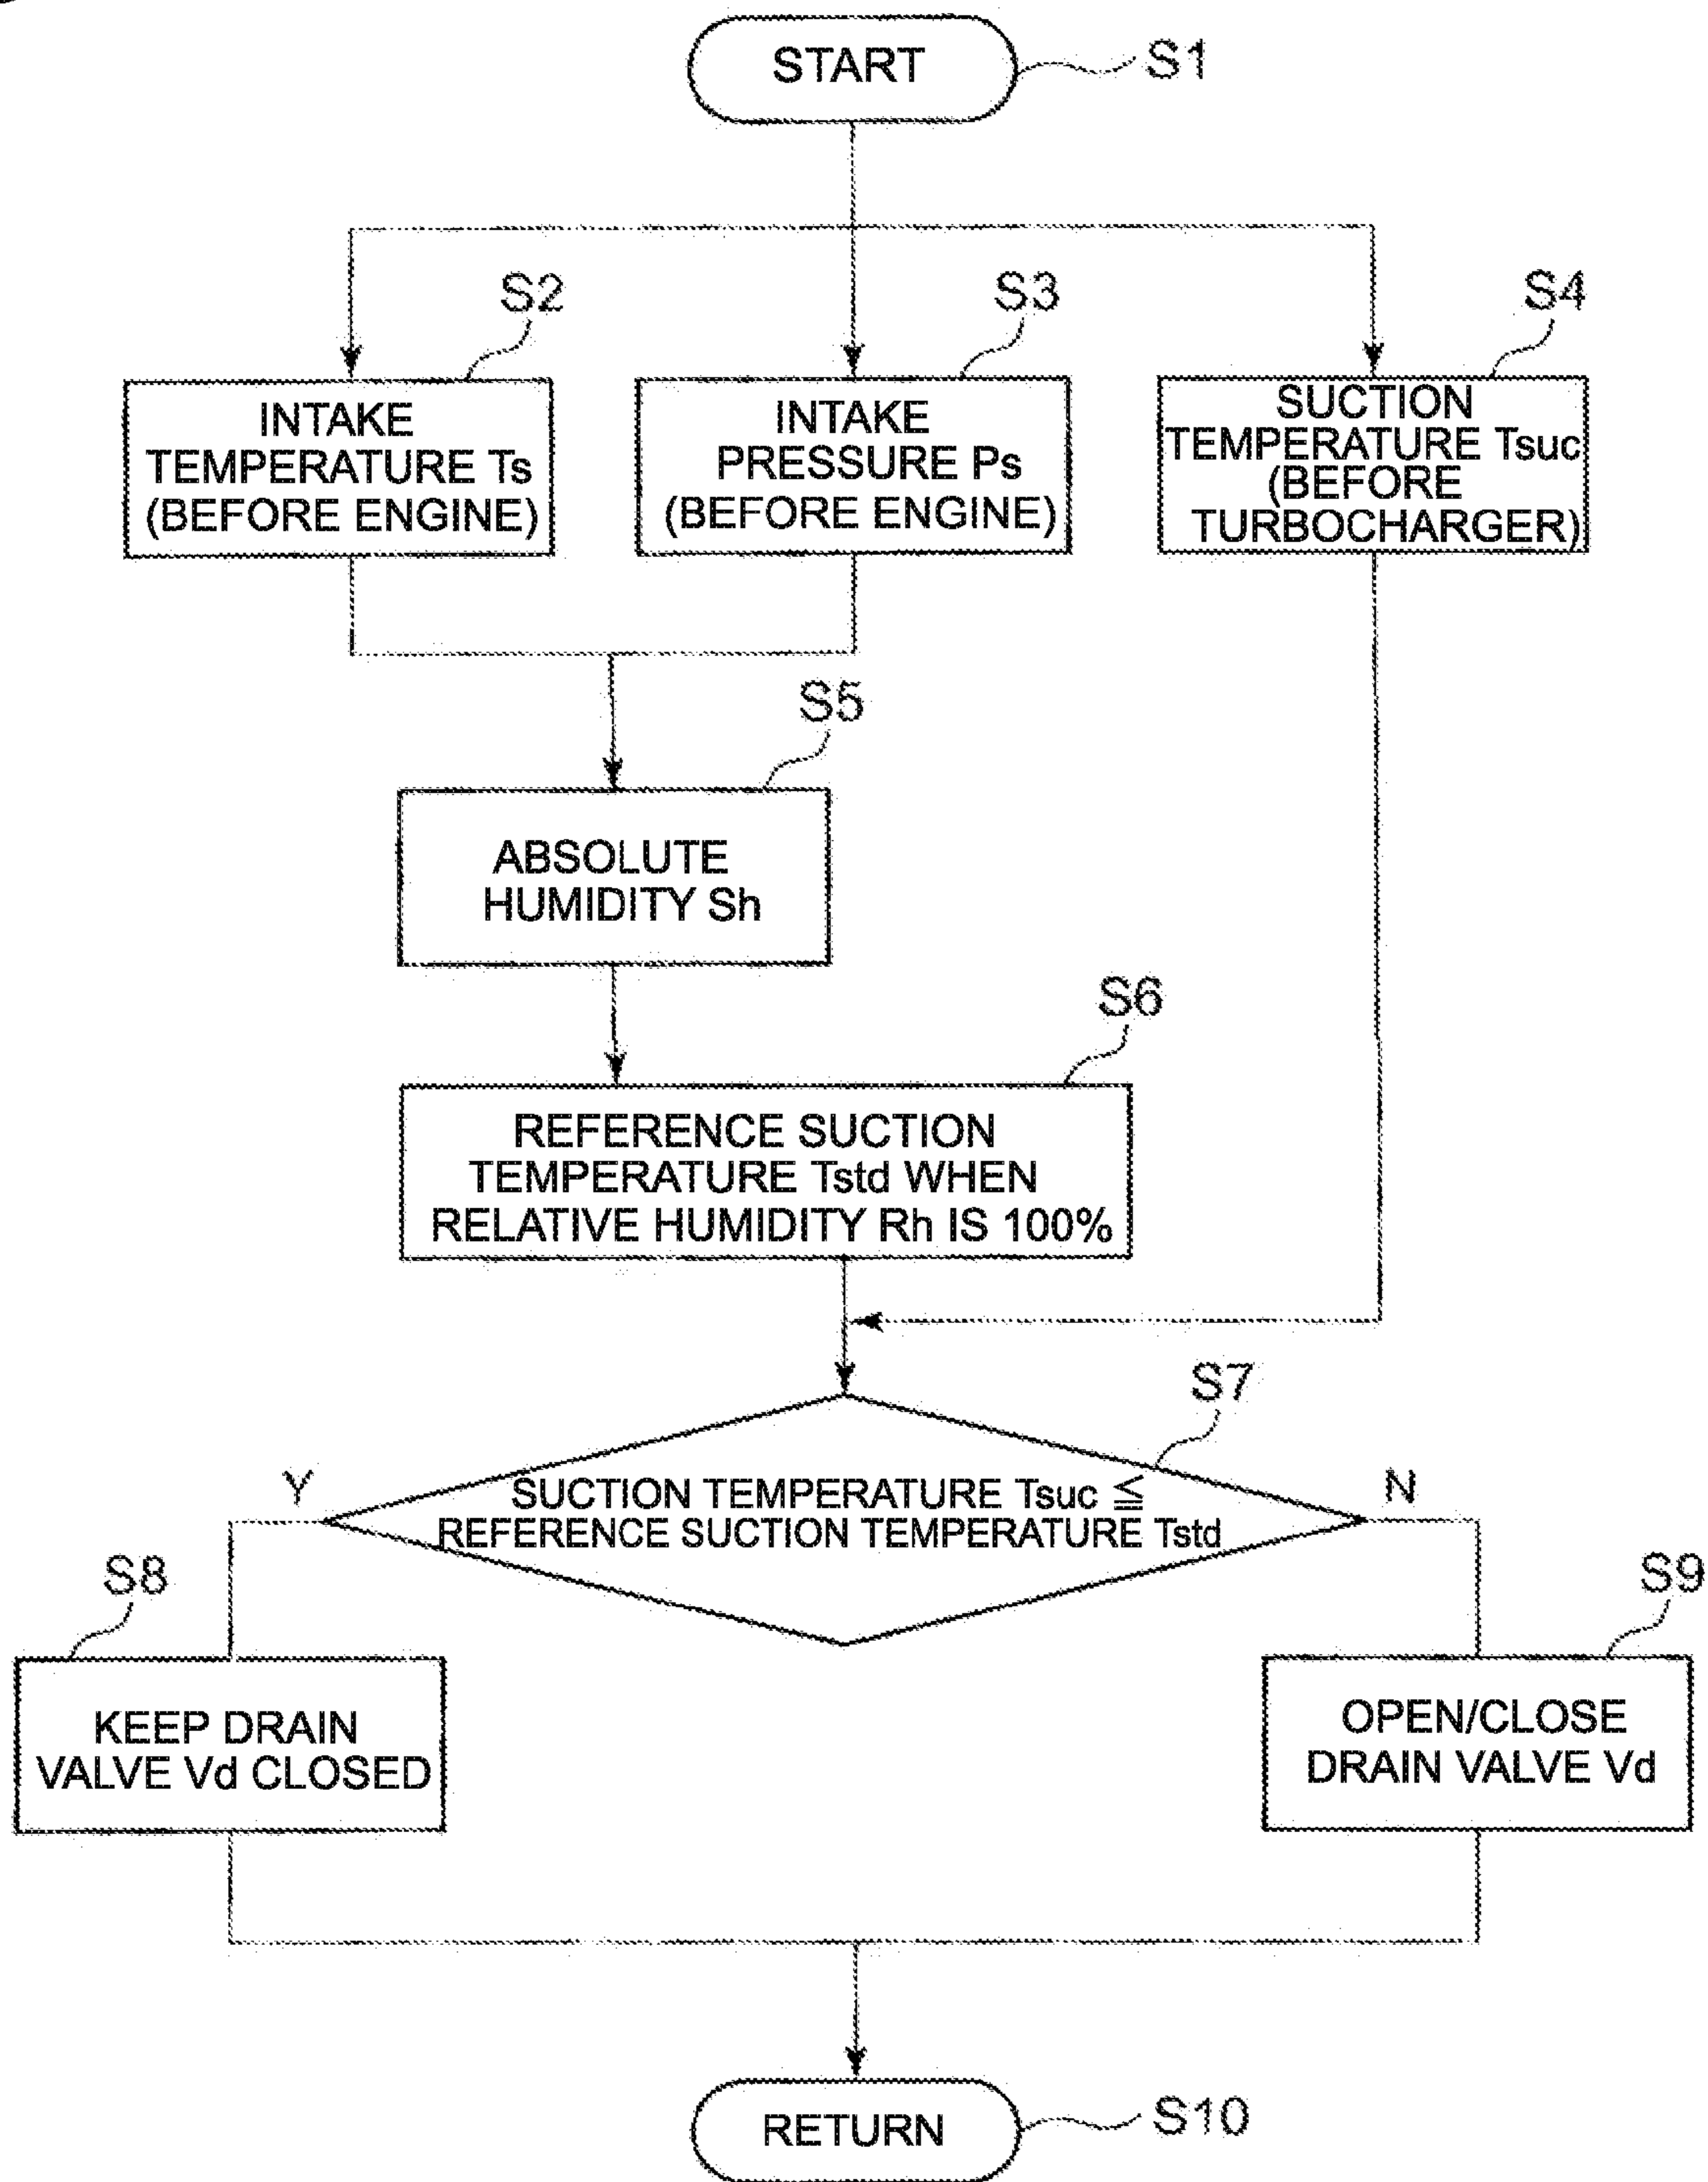 START
S1
S2
S3
S4
INTAKE
TEMPERATURE Ts
(BEFORE ENGINE)
INTAKE
PRESSURE Ps
(BEFORE ENGINE)
SUCTION
TEMPERATURE Tsuc
(BEFORE
TURBOCHARGER)
S5
ABSOLUTE
HUMIDITY Sh
S6
REFERENCE SUCTION
TEMPERATURE Tstd WHEN
RELATIVE HUMIDITY Rh IS 100%
S7
Y
SUCTION TEMPERATURE Tsuc ≦
REFERENCE SUCTION TEMPERATURE Tstd
N
S8
KEEP DRAIN
VALVE Vd CLOSED
S9
OPEN/CLOSE
DRAIN VALVE Vd
RETURN
S10